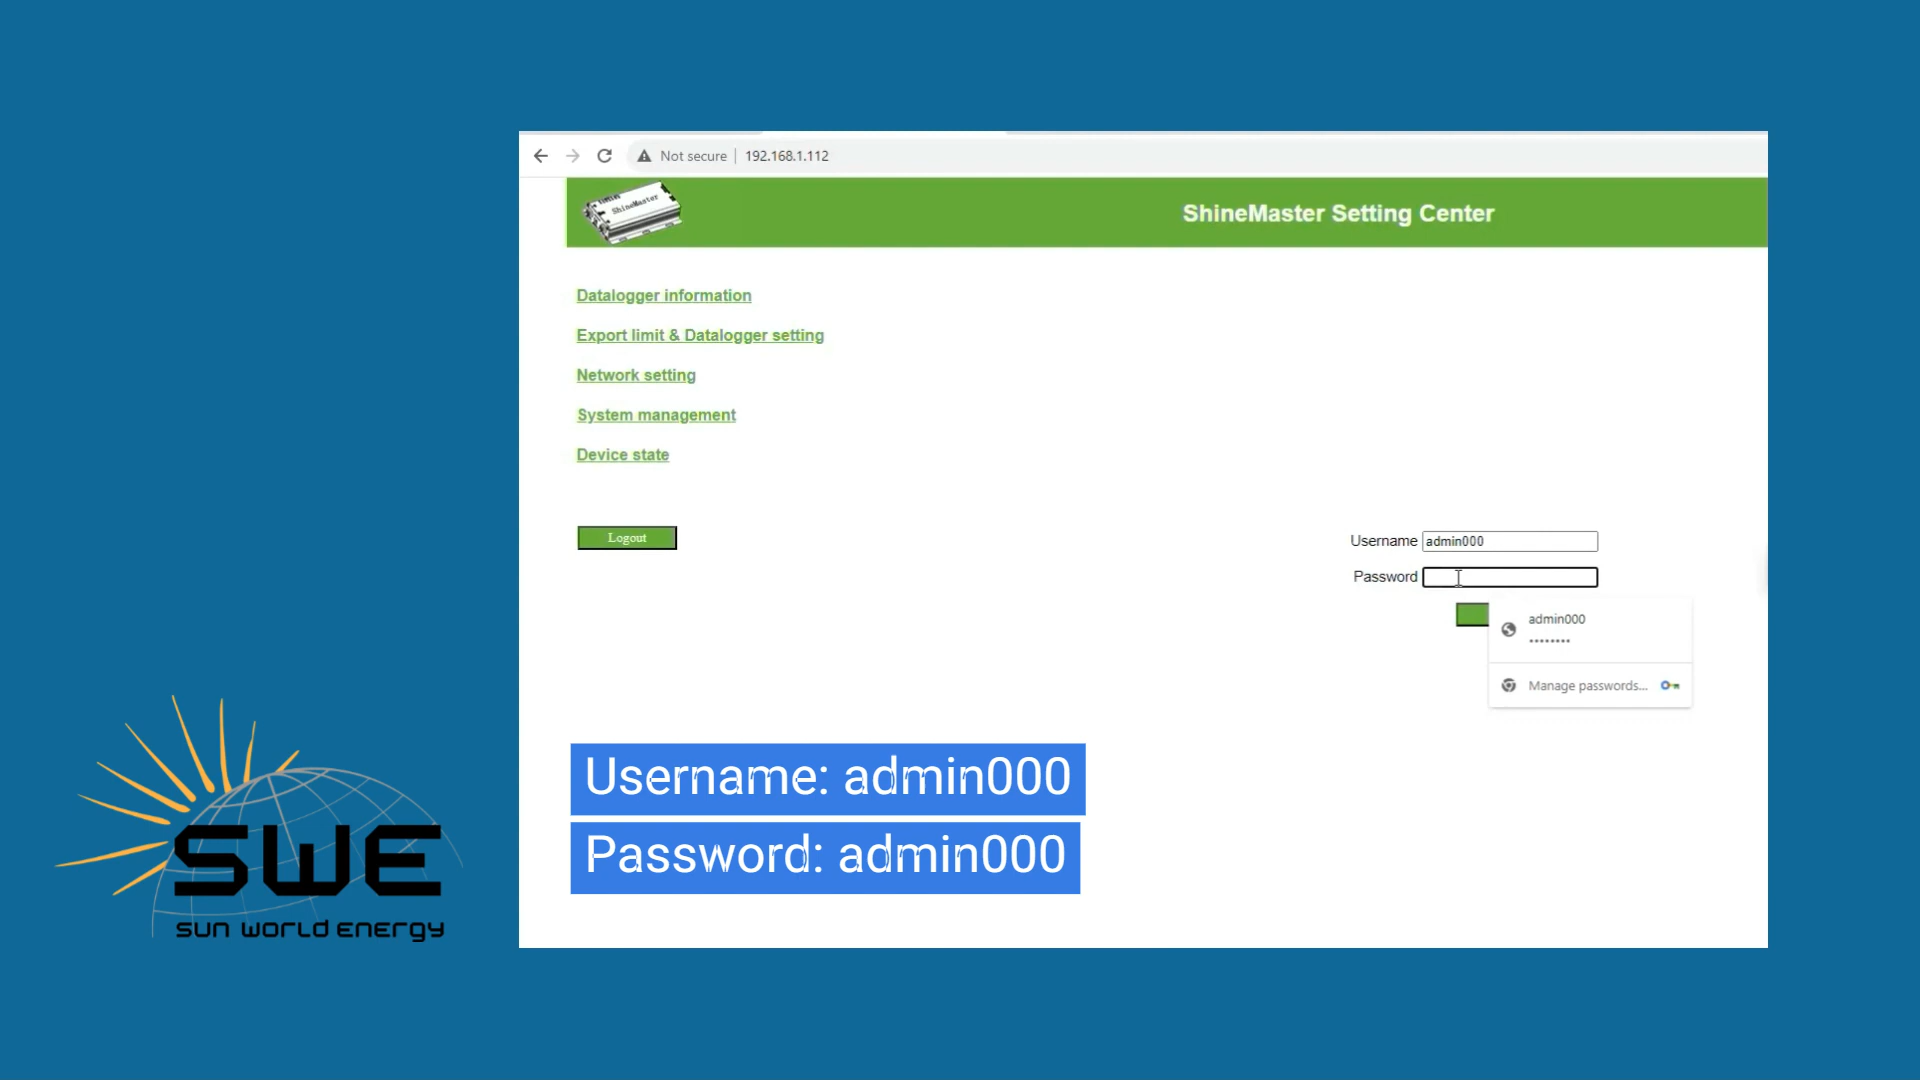 Not secure | 192.168.1.112
ShineMaster
ShineMaster Setting Center
Datalogger information
Export limit & Datalogger setting
Network setting
System management
Device state
Logout
Username admin000
Password
admin000
••••••••
Manage passwords...
Username: admin000
Password: admin000
SWE
sun world energy